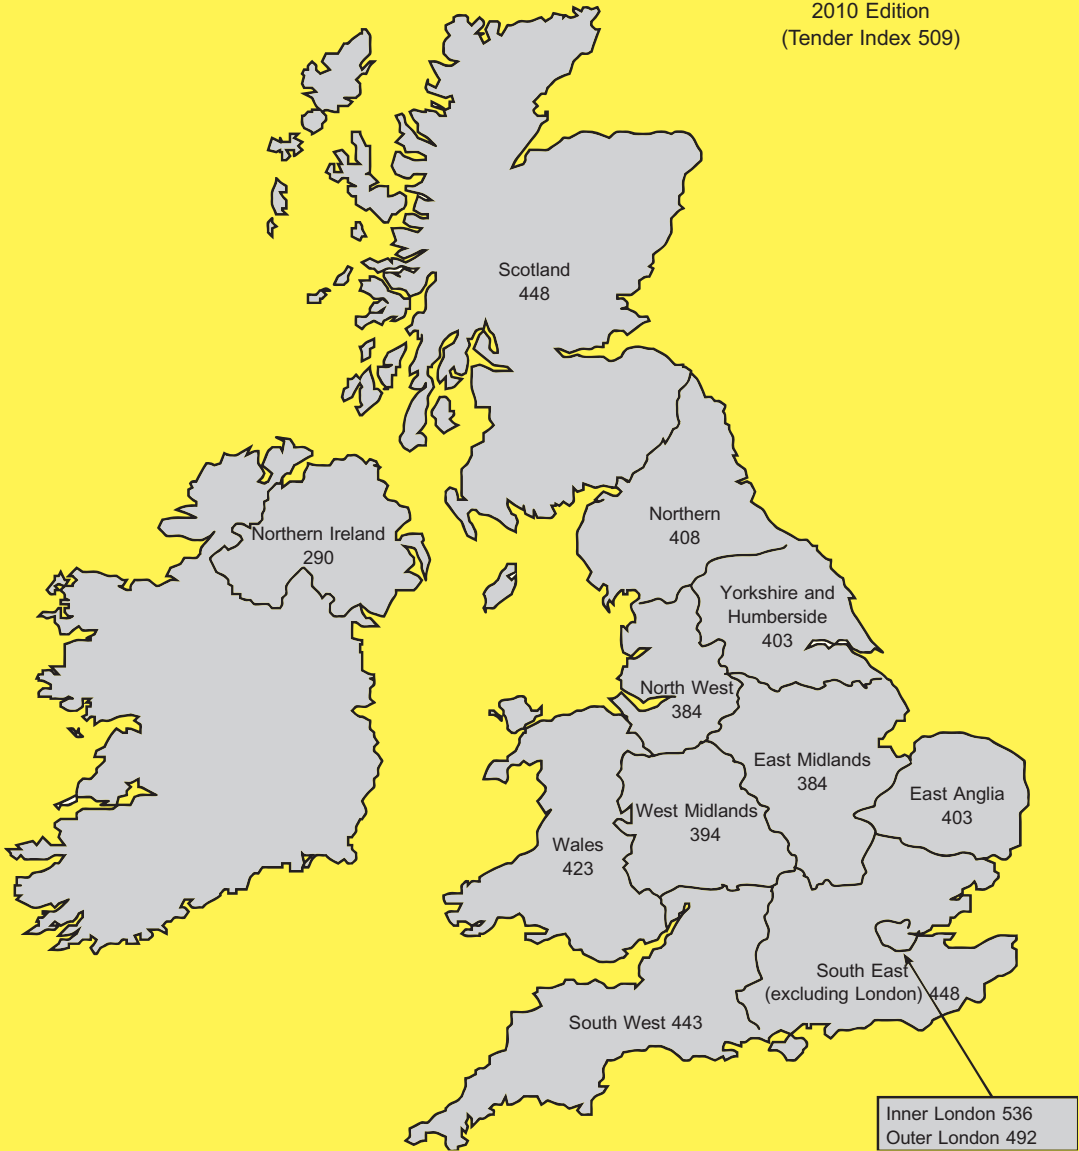 2010 Edition
(Tender Index 509)
Scotland
448
Northern Ireland
290
Northern
408
Yorkshire and
Humberside
403
North West
384
East Midlands
384
East Anglia
403
West Midlands
394
Wales
423
South East
(excluding London) 448
South West 443
Inner London 536
Outer London 492